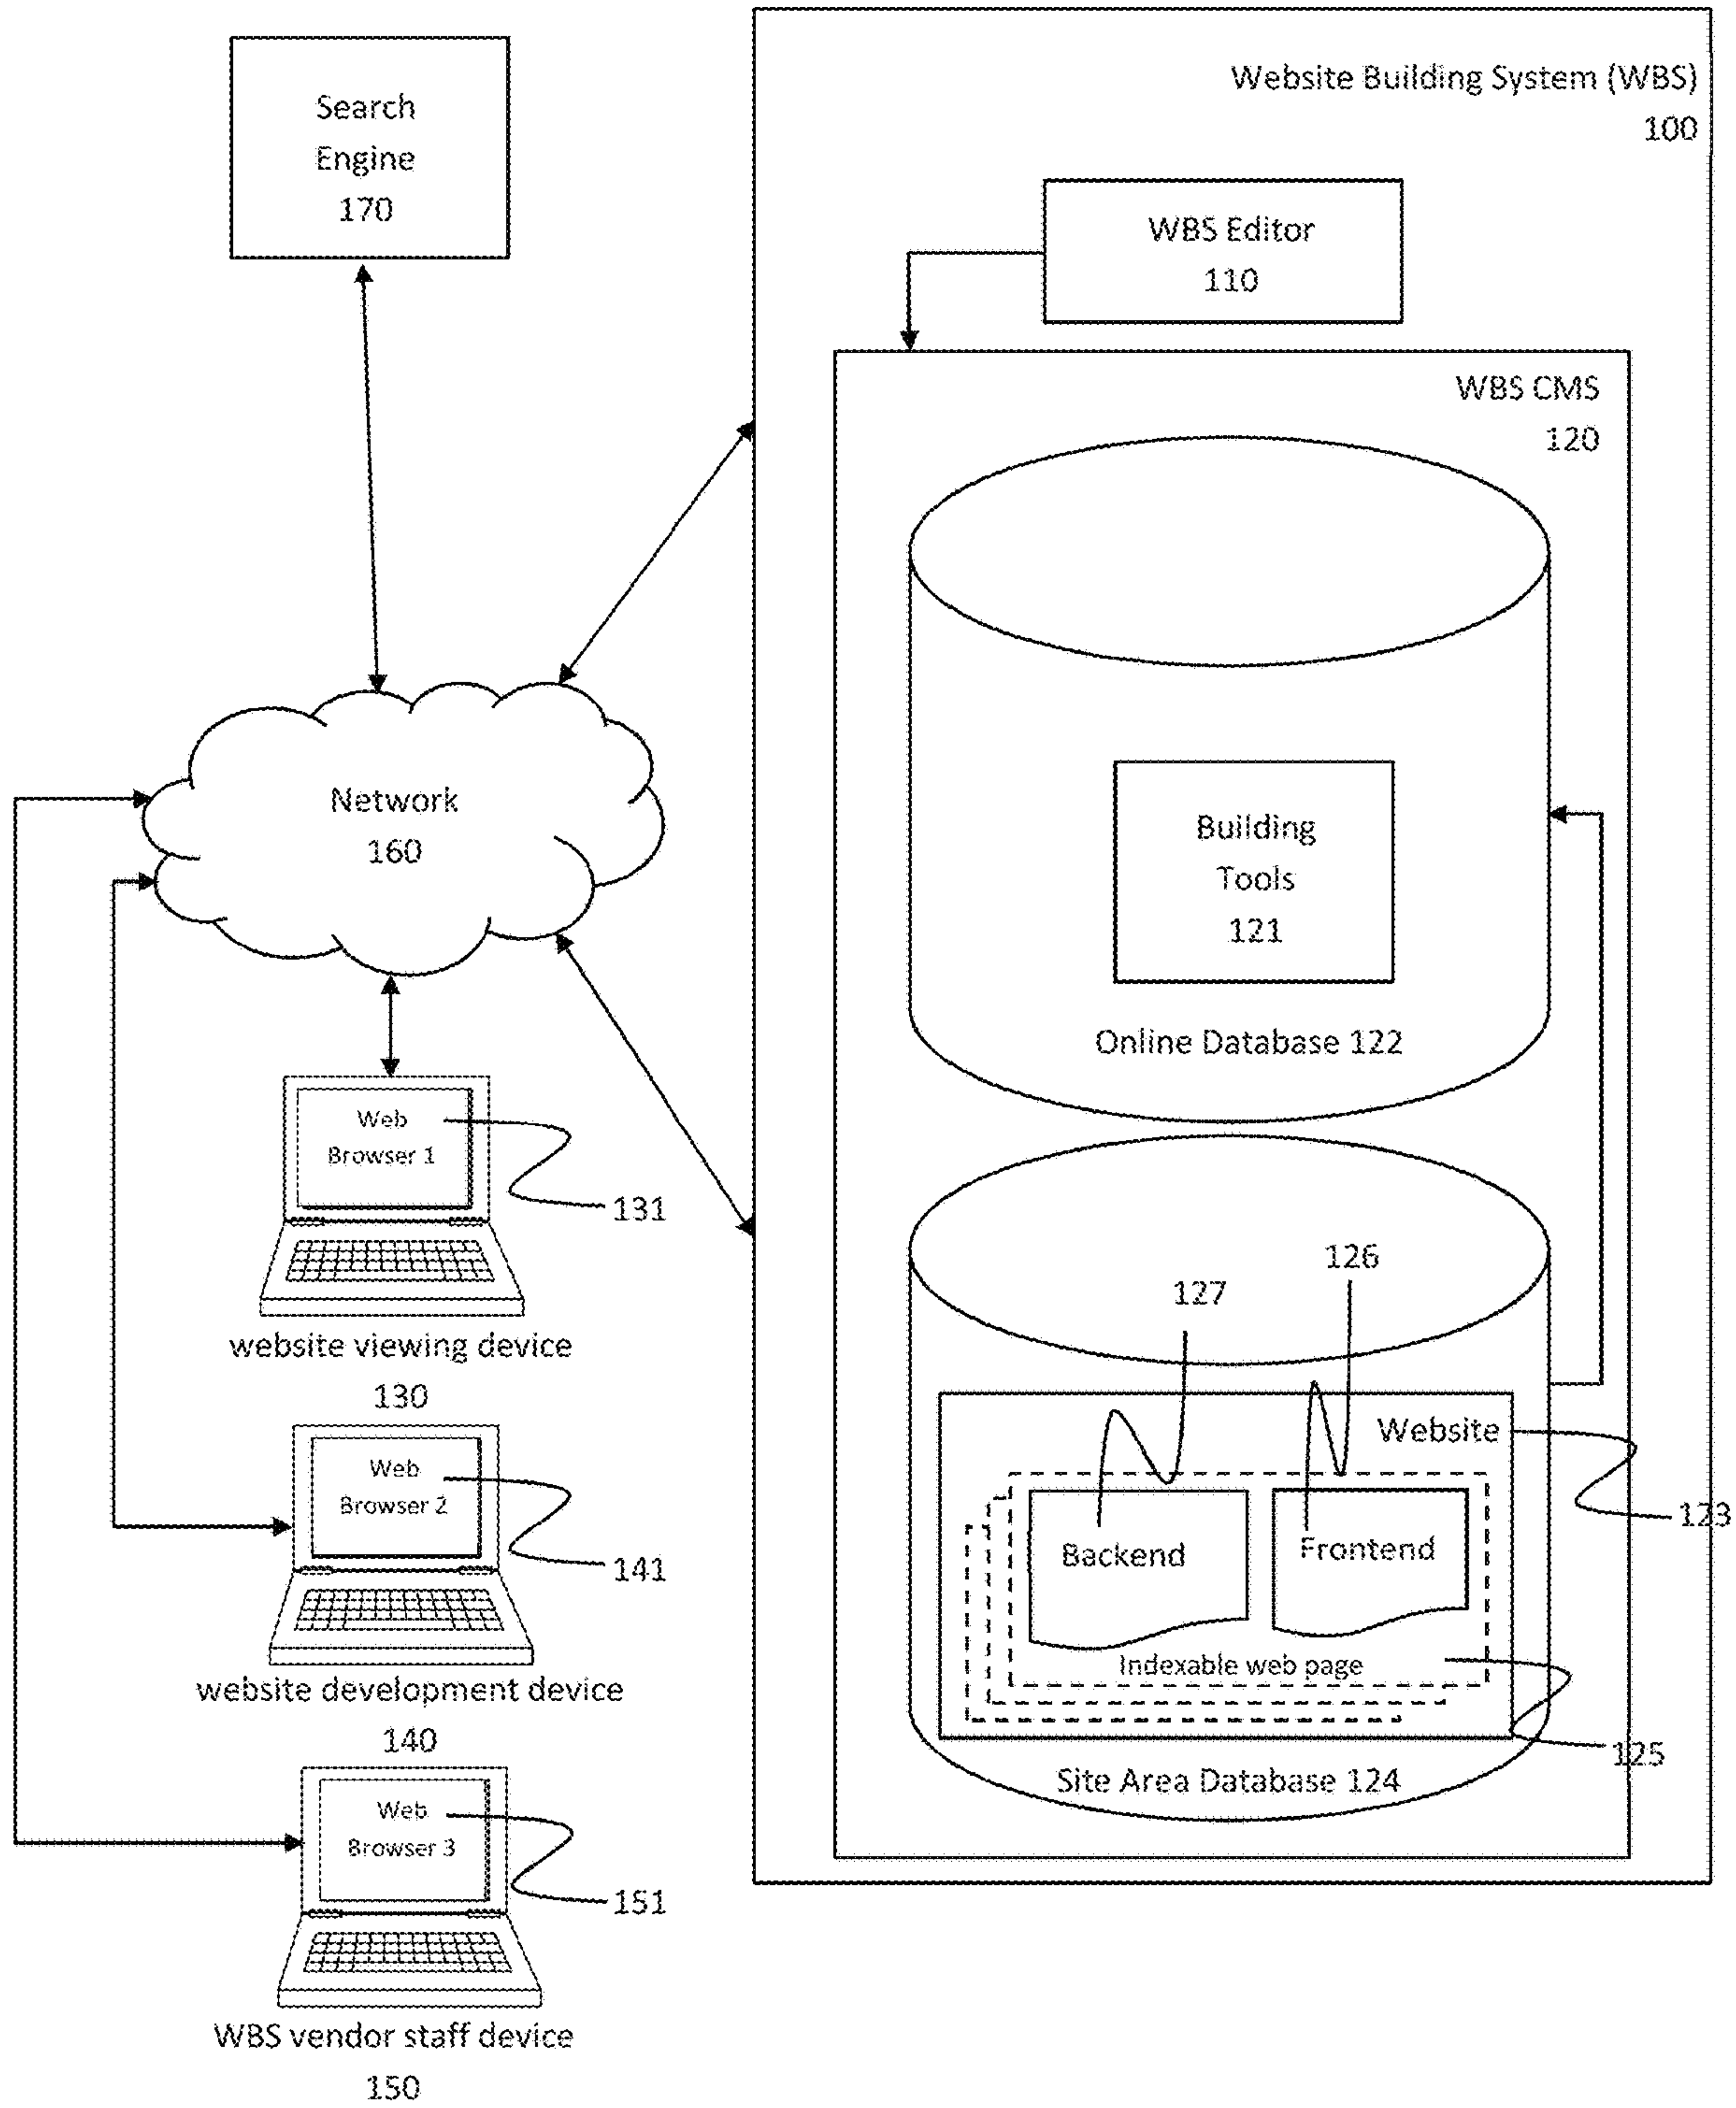 Search
Engine
170
Website Building System (WBS)
100
WBS Editor
110
WBS CMS
120
Network
160
Building
Tools
121
Online Database 122
Web
Browser 1
131
website viewing device
130
Web
Browser 2
141
website development device
140
Web
Browser 3
151
WBS vendor staff device
150
126
127
Website
123
Backend
Frontend
Indexable web page
125
Site Area Database 124